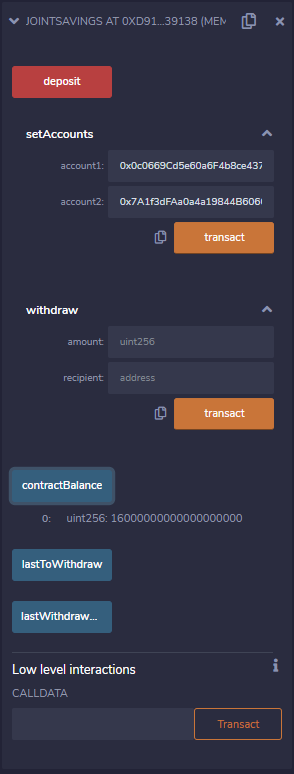 JOINTSAVINGS AT 0XD91...39138 (MEM
deposit
setAccounts
account1: 0x0c0669Cd5e60a6F4b8ce437
account2: 0x7A1f3dFAa0a4a19844B606
transact
withdraw
amount: uint256
recipient: address
transact
contractBalance
0: uint256: 16000000000000000000
lastToWithdraw
lastWithdraw...
Low level interactions
CALLDATA
Transact